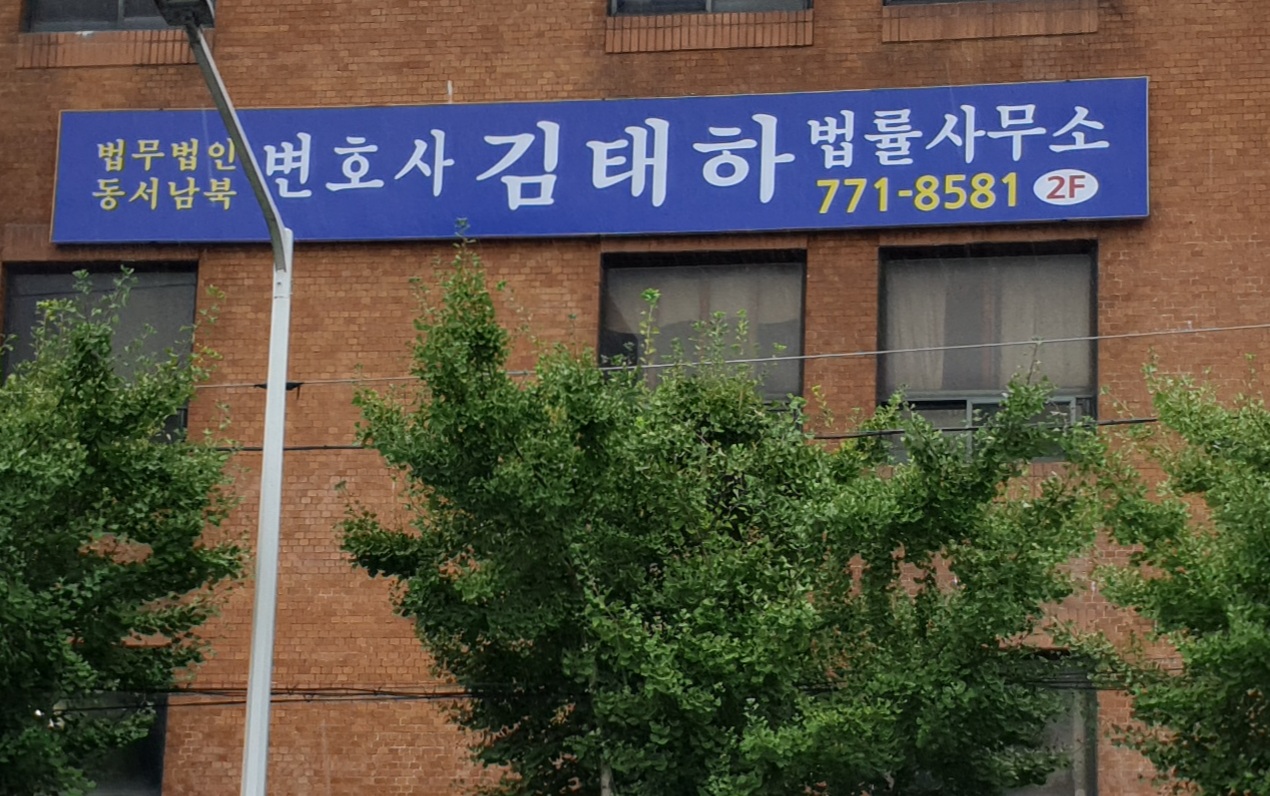 법무법인
동서남북
변호사 김태하 법률사무소
771-8581 2F